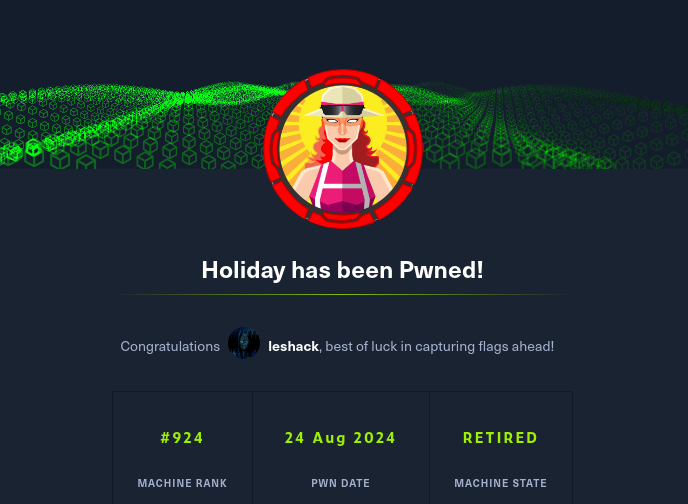 Holiday has been Pwned!
Congratulations leshack, best of luck in capturing flags ahead!
#924 24 Aug 2024 RETIRED
MACHINE RANK PWN DATE MACHINE STATE